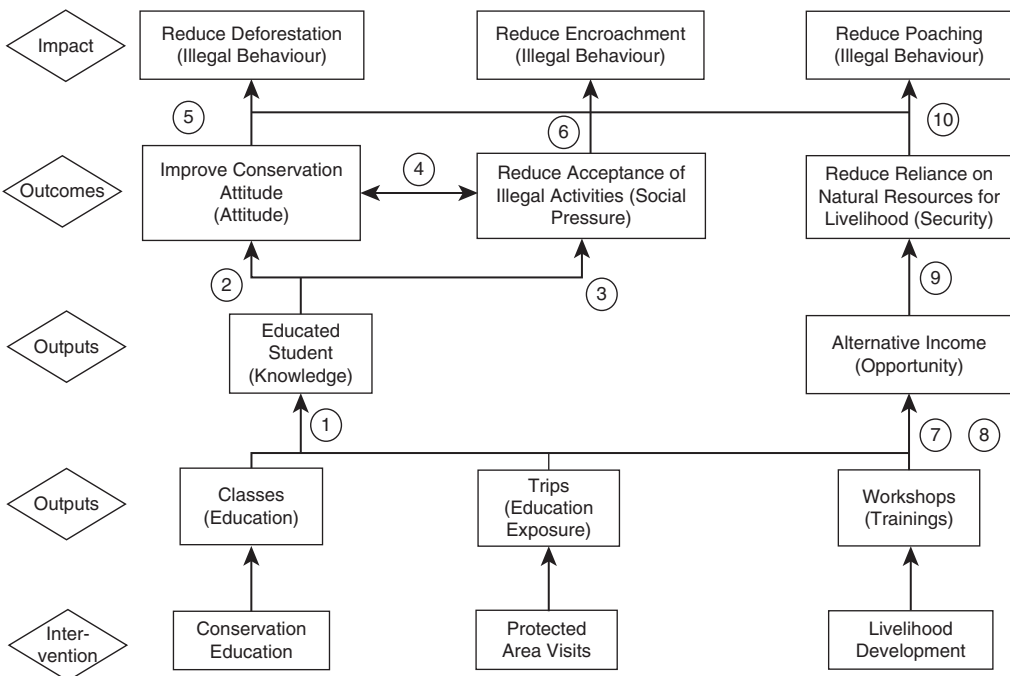 Impact
Reduce Deforestation
(Illegal Behaviour)
Reduce Encroachment
(Illegal Behaviour)
Reduce Poaching
(Illegal Behaviour)
5
6
10
Outcomes
Improve Conservation
Attitude
(Attitude)
4
Reduce Acceptance of
Illegal Activities (Social
Pressure)
Reduce Reliance on
Natural Resources for
Livelihood (Security)
2
3
9
Outputs
Educated
Student
(Knowledge)
Alternative Income
(Opportunity)
1
7
8
Outputs
Classes
(Education)
Trips
(Education
Exposure)
Workshops
(Trainings)
Inter-
vention
Conservation
Education
Protected
Area Visits
Livelihood
Development